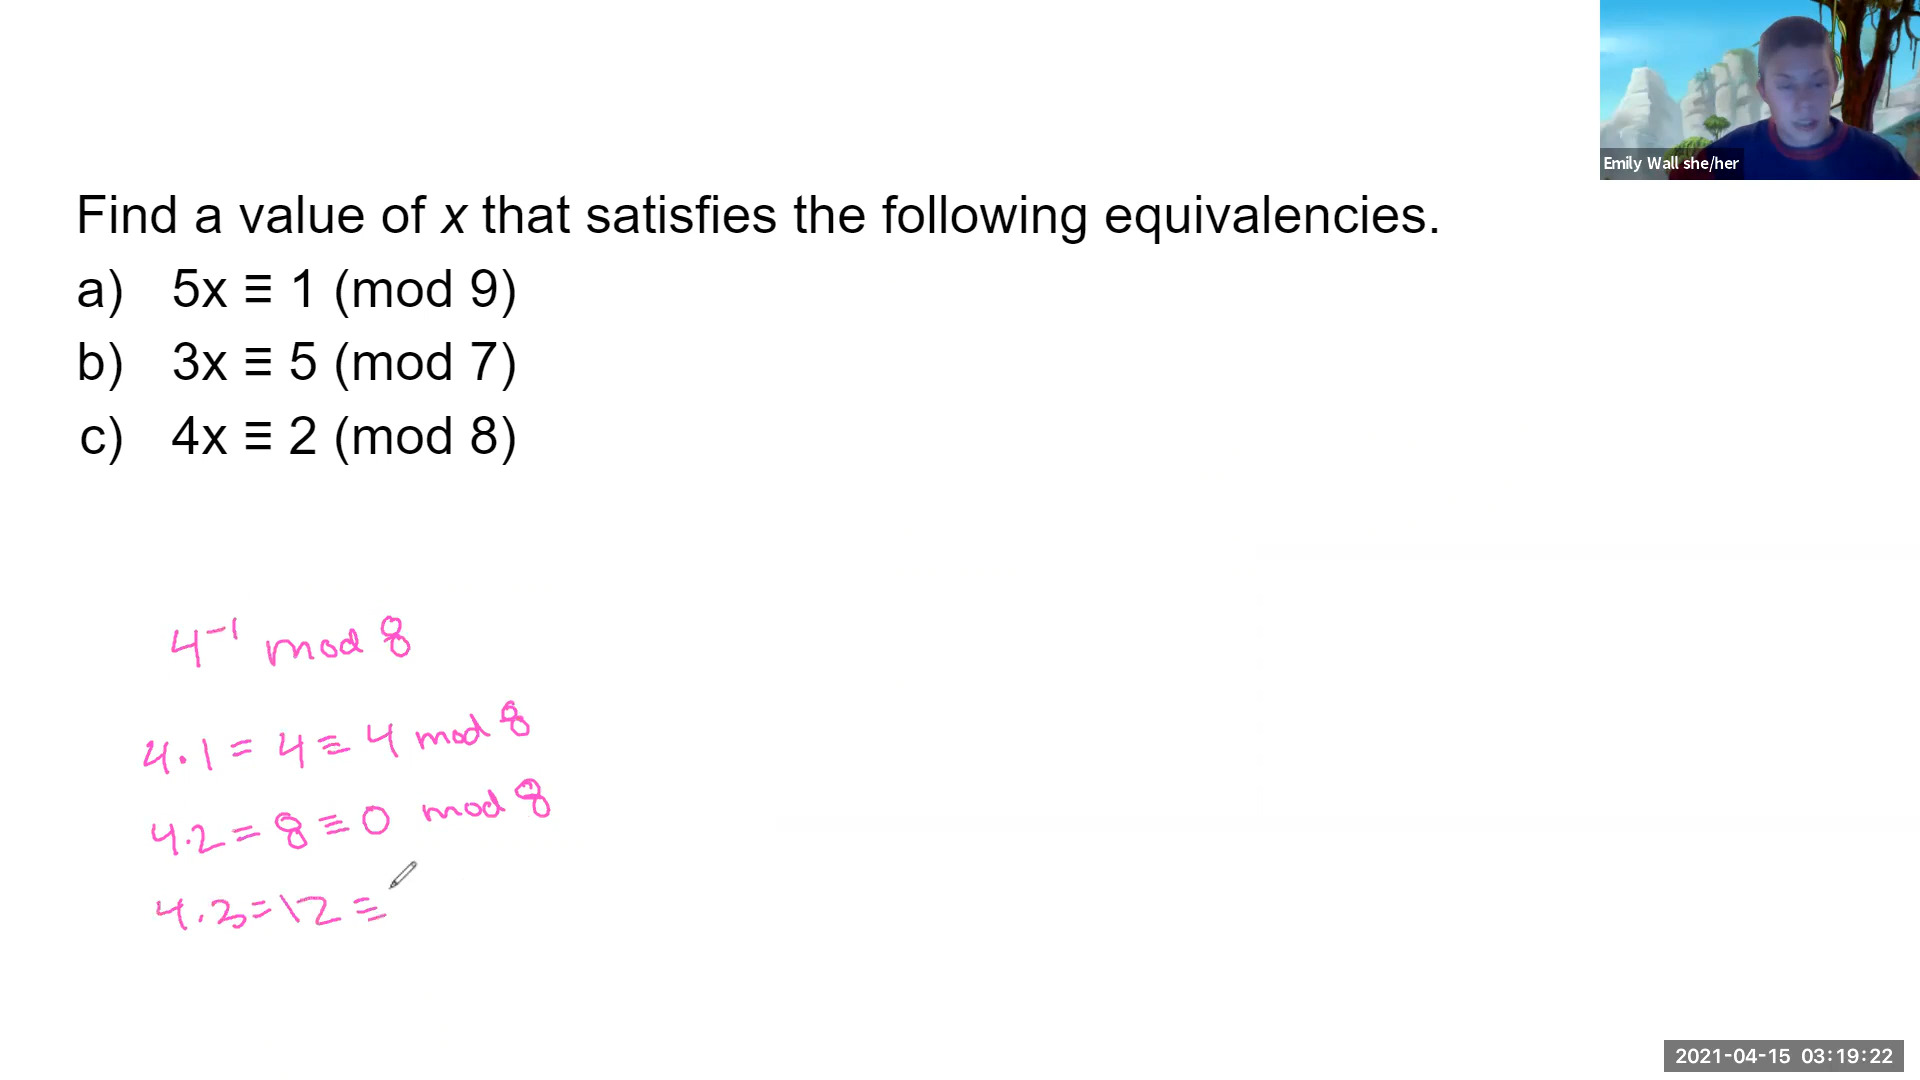 Emily Wall she/her
Find a value of x that satisfies the following equivalencies.
a) 5x ≡ 1 (mod 9)
b) 3x ≡ 5 (mod 7)
c) 4x ≡ 2 (mod 8)
4⁻¹ mod 8
4·1 = 4 ≡ 4 mod 8
4·2 = 8 ≡ 0 mod 8
4·3 = 12 ≡
2021-04-15 03:19:22